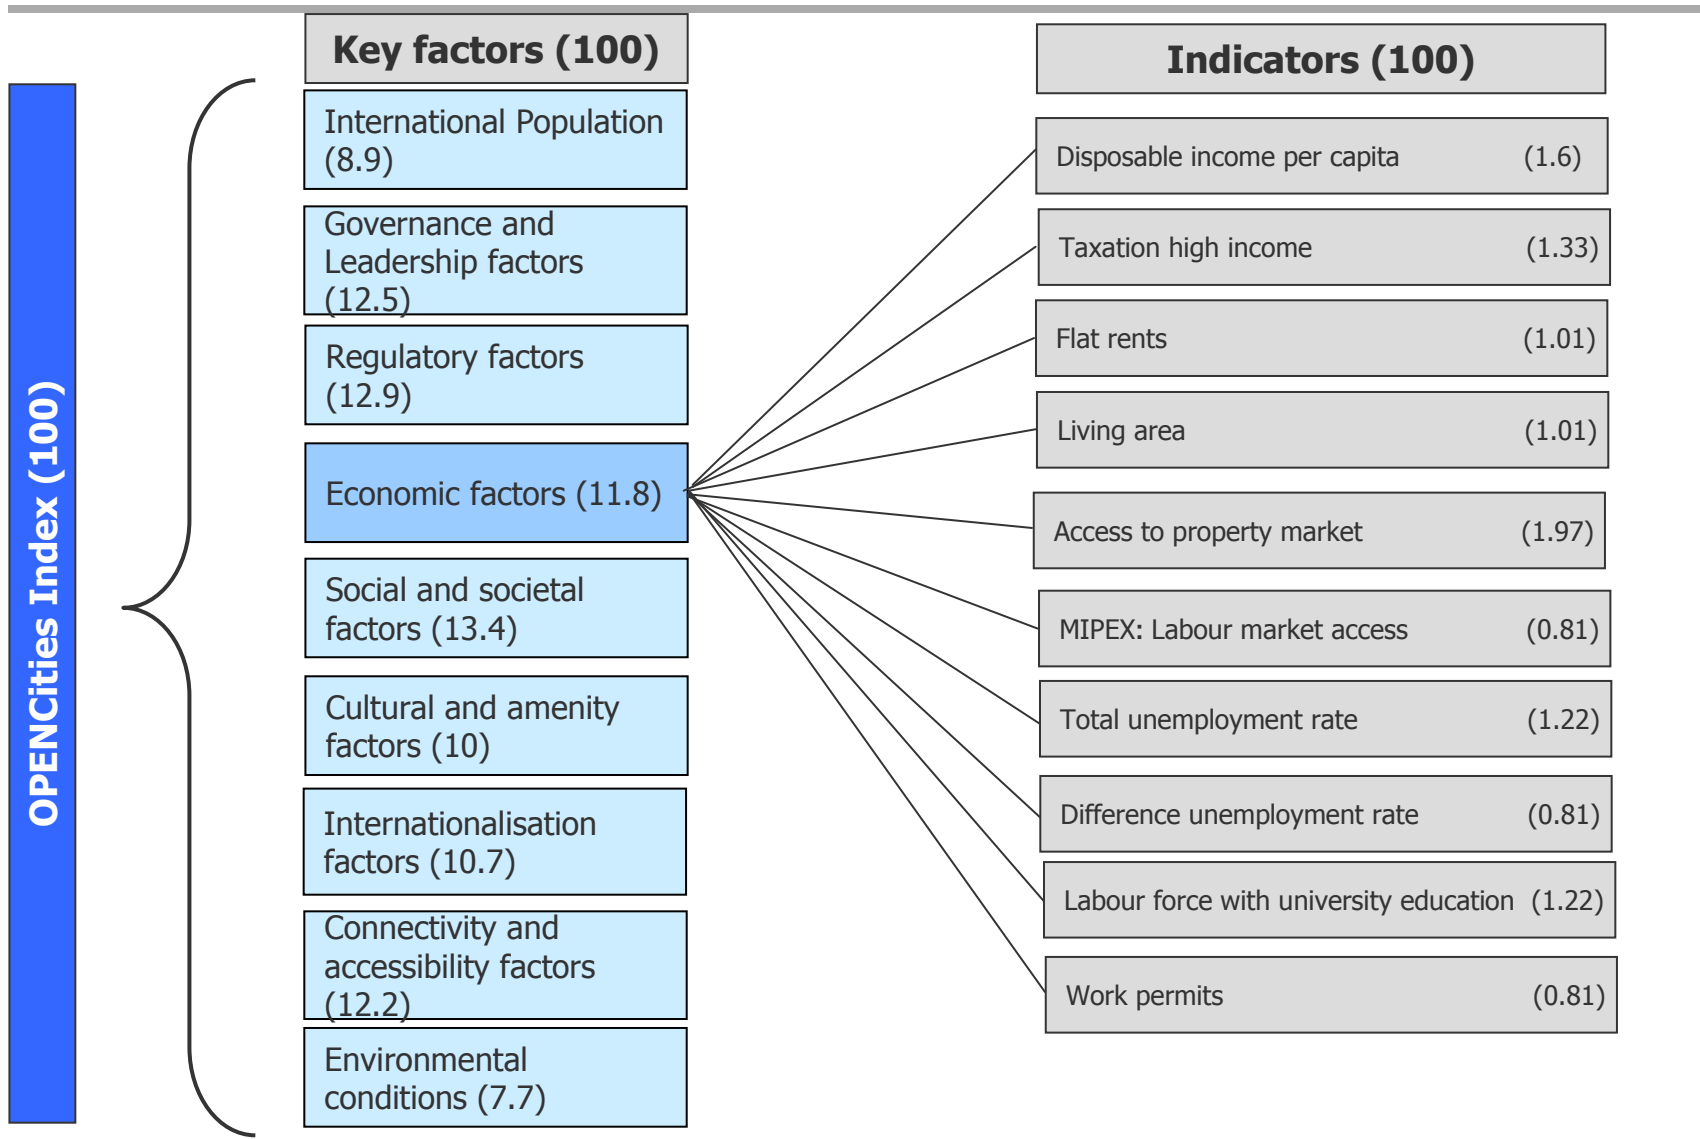 OPENCities Index (100)
Key factors (100)
International Population
(8.9)
Governance and
Leadership factors
(12.5)
Regulatory factors
(12.9)
Economic factors (11.8)
Social and societal
factors (13.4)
Cultural and amenity
factors (10)
Internationalisation
factors (10.7)
Connectivity and
accessibility factors
(12.2)
Environmental
conditions (7.7)
Indicators (100)
Disposable income per capita (1.6)
Taxation high income (1.33)
Flat rents (1.01)
Living area (1.01)
Access to property market (1.97)
MIPEX: Labour market access (0.81)
Total unemployment rate (1.22)
Difference unemployment rate (0.81)
Labour force with university education (1.22)
Work permits (0.81)